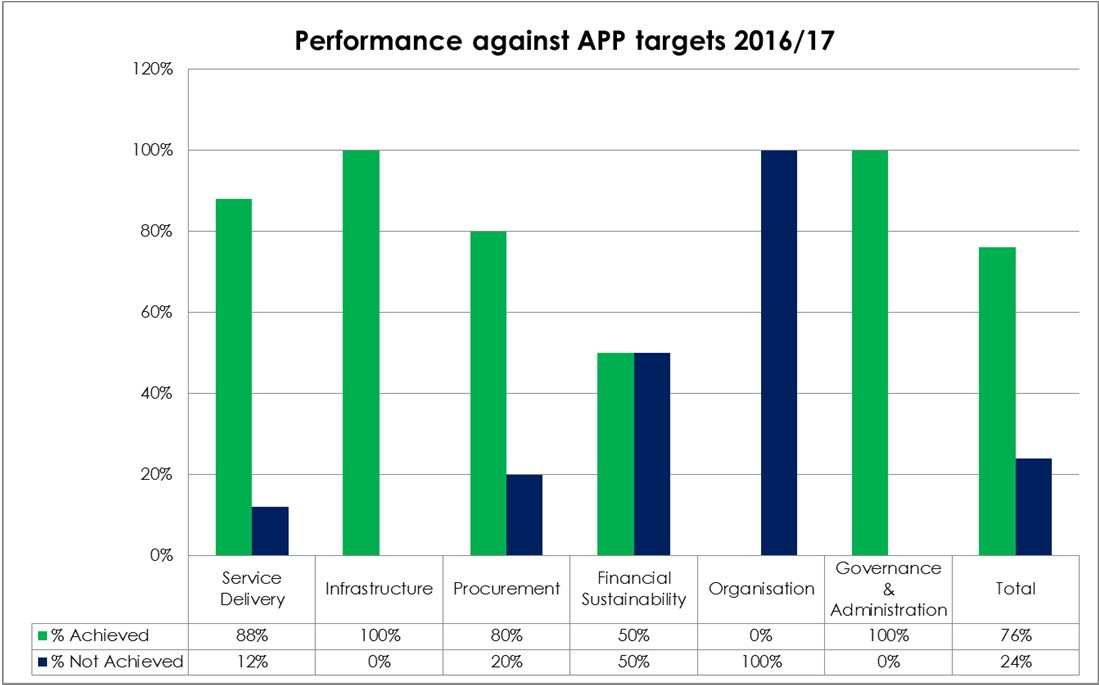 Performance against APP targets 2016/17
120%
100%
80%
60%
40%
20%
0%
Service
Delivery
Infrastructure
Procurement
Financial
Sustainability
Organisation
Governance
&
Administration
Total
% Achieved 88% 100% 80% 50% 0% 100% 76%
% Not Achieved 12% 0% 20% 50% 100% 0% 24%